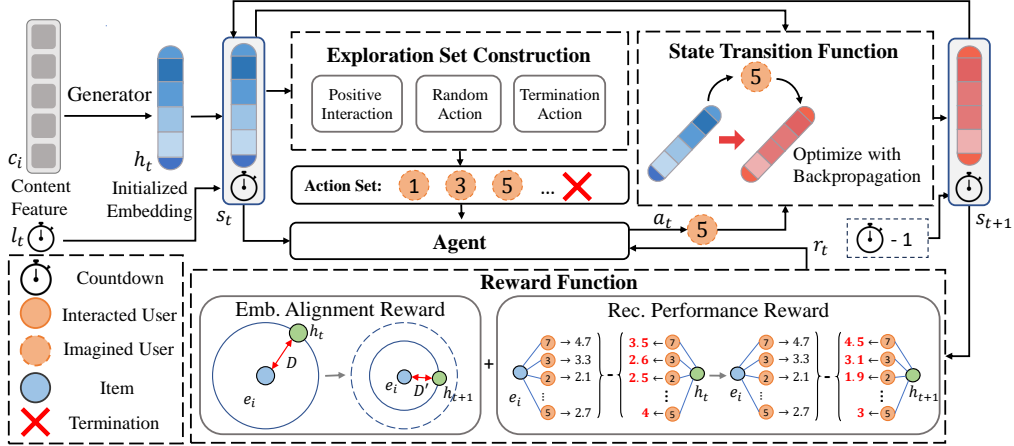 Generator
c_i
Content
Feature
h_t
Initialized
Embedding
l_t
s_t
Exploration Set Construction
Positive
Interaction
Random
Action
Termination
Action
Action Set:
1
3
5
...
Agent
a_t
5
State Transition Function
5
Optimize with
Backpropagation
s_{t+1}
- 1
r_t
Countdown
Interacted User
Imagined User
Item
Termination
Reward Function
Emb. Alignment Reward
h_t
D
e_i
e_i
D'
h_{t+1}
+
Rec. Performance Reward
7 → 4.7
3 → 3.3
2 → 2.1
⋮
5 → 2.7
e_i
-
3.5 ← 7
2.6 ← 3
2.5 ← 2
⋮
4 ← 5
h_t
7 → 4.7
3 → 3.3
2 → 2.1
⋮
5 → 2.7
e_i
-
4.5 ← 7
3.1 ← 3
1.9 ← 2
⋮
3 ← 5
h_{t+1}